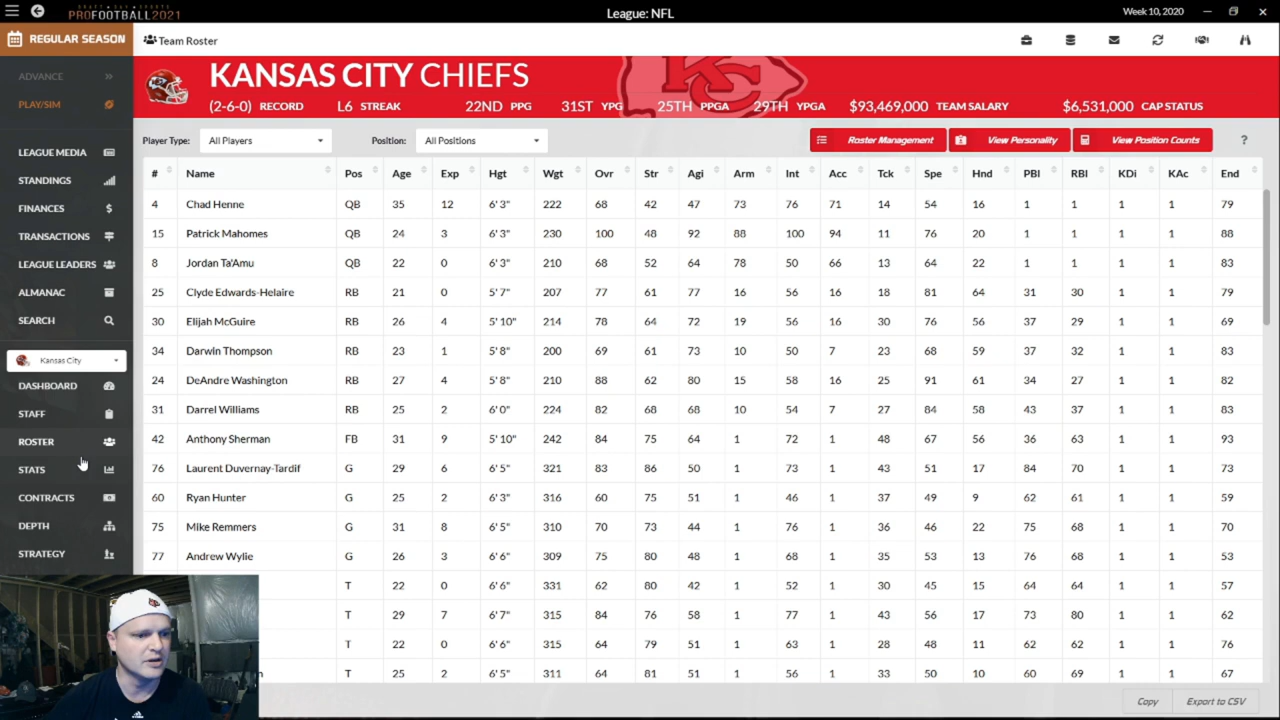 DRAFT DAY SPORTS
PROFOOTBALL2021
League: NFL
Week 10, 2020
REGULAR SEASON
Team Roster
ADVANCE
PLAY/SIM
LEAGUE MEDIA
STANDINGS
FINANCES
$
TRANSACTIONS
LEAGUE LEADERS
ALMANAC
SEARCH
Kansas City
DASHBOARD
STAFF
ROSTER
STATS
CONTRACTS
DEPTH
STRATEGY
KANSAS CITY CHIEFS
KC
(2-6-0) RECORD L6 STREAK 22ND PPG 31ST YPG 25TH PPGA 29TH YPGA $93,469,000 TEAM SALARY $6,531,000 CAP STATUS
Player Type: All Players Position: All Positions Roster Management View Personality View Position Counts ?
# Name Pos Age Exp Hgt Wgt Ovr Str Agi Arm Int Acc Tck Spe Hnd PBl RBl KDi KAc End
4 Chad Henne QB 35 12 6' 3" 222 68 42 47 73 76 71 14 54 16 1 1 1 1 79
15 Patrick Mahomes QB 24 3 6' 3" 230 100 48 92 88 100 94 11 76 20 1 1 1 1 88
8 Jordan Ta'Amu QB 22 0 6' 3" 210 68 52 64 78 50 66 13 64 22 1 1 1 1 83
25 Clyde Edwards-Helaire RB 21 0 5' 7" 207 77 61 77 16 56 16 18 81 64 31 30 1 1 79
30 Elijah McGuire RB 26 4 5' 10" 214 78 64 72 19 56 16 30 76 56 37 29 1 1 69
34 Darwin Thompson RB 23 1 5' 8" 200 69 61 73 10 50 7 23 68 59 37 32 1 1 83
24 DeAndre Washington RB 27 4 5' 8" 210 88 62 80 15 58 16 25 91 61 34 27 1 1 82
31 Darrel Williams RB 25 2 6' 0" 224 82 68 68 10 54 7 27 84 58 43 37 1 1 83
42 Anthony Sherman FB 31 9 5' 10" 242 84 75 64 1 72 1 48 67 56 36 63 1 1 93
76 Laurent Duvernay-Tardif G 29 6 6' 5" 321 83 86 50 1 73 1 43 51 17 84 70 1 1 73
60 Ryan Hunter G 25 2 6' 3" 316 60 75 51 1 46 1 37 49 9 62 61 1 1 59
75 Mike Remmers G 31 8 6' 5" 310 70 73 44 1 76 1 36 46 22 75 68 1 1 70
77 Andrew Wylie G 26 3 6' 6" 309 75 80 48 1 68 1 35 53 13 76 68 1 1 53
T 22 0 6' 6" 331 62 80 42 1 52 1 30 45 15 64 64 1 1 57
T 29 7 6' 7" 315 84 76 58 1 77 1 44 56 17 73 80 1 1 62
T 22 0 6' 6" 315 64 79 51 1 63 1 28 48 11 62 62 1 1 76
T 25 2 6' 6" 311 64 81 51 1 56 1 33 50 10 60 69 1 1 67
Copy Export to CSV